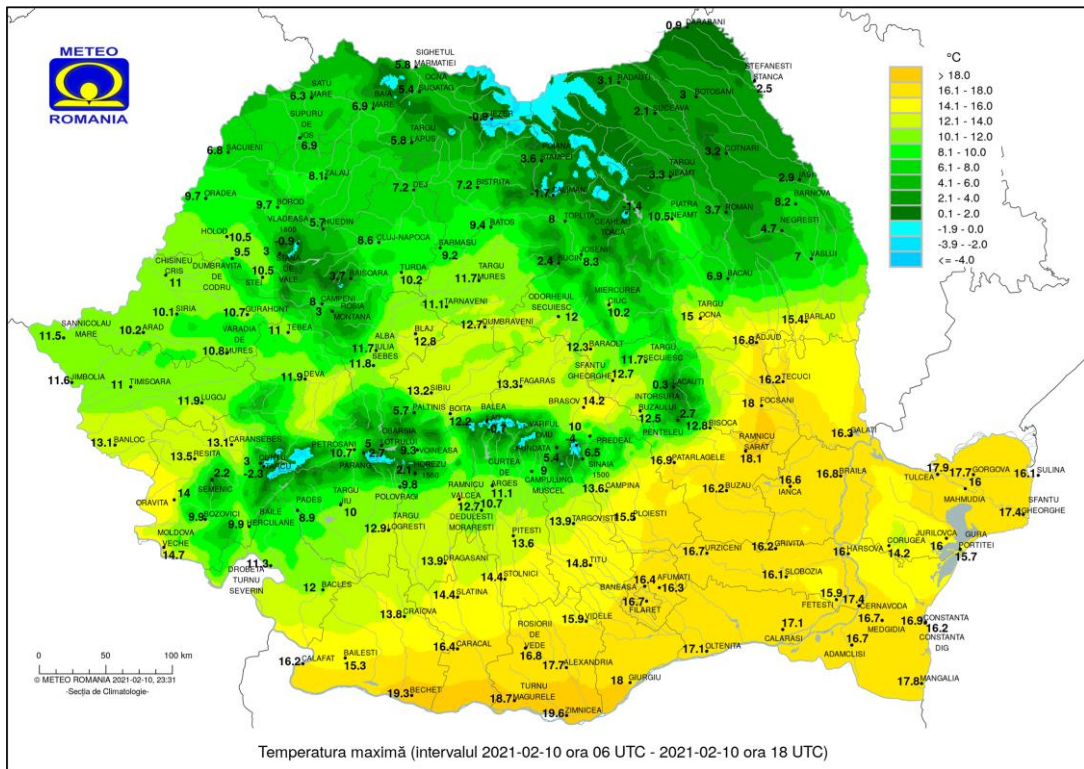 METEO
ROMANIA
°C
> 18.0
16.1 - 18.0
14.1 - 16.0
12.1 - 14.0
10.1 - 12.0
8.1 - 10.0
6.1 - 8.0
4.1 - 6.0
2.1 - 4.0
0.1 - 2.0
-1.9 - 0.0
-3.9 - -2.0
<= -4.0
0.9 DARABANI
STEFANESTI
STANCA
2.5
SIGHETUL
MARMATIEI
5.8
OCNA
SUGATAG
5.4
3.1 RADAUTI
3 BOTOSANI
SATU
MARE
6.3
BAIA
MARE
6.9
-0.9 IEZER
2.1 SUCEAVA
SUPURU
DE
JOS
6.9
TARGU
LAPUS
5.8
POIANA
STAMPEI
3.6
3.2 COTNARI
6.8 SACUIENI
TARGU
NEAMT
3.3
8.1 ZALAU
7.2 DEJ
7.2 BISTRITA
-1.7 CALIMANI
2.9 IASI
9.7 ORADEA
9.7 BOROD
BARNOVA
8.2
VLADEASA
1800
-0.9
5.7 HUEDIN
9.4 BATOS
8 TOPLITA
-1.4
CEAHLAU
TOACA
PIATRA
NEAMT
10.5
3.7 ROMAN
NEGRESTI
4.7
HOLOD
10.5
8.6 CLUJ-NAPOCA
SARMASU
9.2
JOSENI
8.3
2.4 BUCIN
VASLUI
7
9.5
DUMBRAVITA
DE
CODRU
3
STANA
DE
VALE
CHISINEU
CRIS
11
10.5
STEI
3.7 BAISOARA
TURDA
10.2
TARGU
MURES
11.7
6.9 BACAU
MIERCUREA
CIUC
10.2
8
CAMPENI
3
ROSIA
MONTANA
11.1 TARNAVENI
ODORHEIUL
SECUIESC
12
TARGU
OCNA
15
15.4 BARLAD
10.1 SIRIA
10.7 GURAHONT
SANNICOLAU
MARE
11.5
10.2 ARAD
VARADIA
DE
MURES
10.8
11 TEBEA
BLAJ
12.8
12.7 DUMBRAVENI
16.8 ADJUD
ALBA
IULIA
11.7
SEBES
11.8
12.3 BARAOLT
TARGU
SECUIESC
11.7
11.6 JIMBOLIA
11 TIMISOARA
11.9 DEVA
SFANTU
GHEORGHE
12.7
16.2 TECUCI
13.2 SIBIU
13.3 FAGARAS
0.3 LACAUTI
11.9 LUGOJ
BRASOV
14.2
INTORSURA
BUZAULUI
12.5
18 FOCSANI
5.7 PALTINIS
BOITA
12.2
BALEA
LAC
2.7
PENTELEU
12.8 BISOCA
13.1 BANLOC
13.1 CARANSEBES
PETROSANI
10.7
OBARSIA
LOTRULUI
5
9.3 VOINEASA
VARFUL
OMU
-4
10
PREDEAL
GALATI
16.3
RAMNICU
SARAT
18.1
13.5 RESITA
3
CUNTU
TARCU
-2.3
PARANG
-2.7
2.1
HOREZU
FUNDATA
5.4
6.5
SINAIA
1500
16.9 PATARLAGELE
16.8 BRAILA
17.9
TULCEA
17.7 GORGOVA
16
MAHMUDIA
16.1 SULINA
2.2
SEMENIC
9.8
POLOVRAGI
CURTE
DE
ARGES
11.1
9
CAMPULUNG
MUSCEL
13.6 CAMPINA
16.2 BUZAU
16.6
IANCA
SFANTU
GHEORGHE
17.4
ORAVITA
14
PADES
8.9
TARGU
JIU
10
RAMNICU
VALCEA
12.7
10.7
DEDULESTI
MORARESTI
9.9 BOZOVICI
BAILE
HERCULANE
9.9
TARGU
LOGRESTI
12.9
13.9 TARGOVISTE
15.5 PLOIESTI
JURILOVCA
16
GURA
PORTITEI
15.7
MOLDOVA
VECHE
14.7
PITESTI
13.6
16.7 URZICENI
16.2 GRIVITA
16 HARSOVA
CORUGEA
14.2
11.3
DROBETA
TURNU
SEVERIN
13.9 DRAGASANI
14.8 TITU
12 BACLES
14.4 STOLNICI
16.4
BANEASA
AFUMATI
16.3
16.1 SLOBOZIA
14.4 SLATINA
16.7
FILARET
15.9
FETESTI
17.4
CERNAVODA
13.8 CRAIOVA
ROSIORII
DE
VEDE
16.8
15.9 VIDELE
17.1
CALARASI
16.7
MEDGIDIA
16.9
CONSTANTA
16.2
CONSTANTA
DIG
16.4 CARACAL
17.1 OLTENITA
16.7
ADAMCLISI
16.2 CALAFAT
BAILESTI
15.3
17.7 ALEXANDRIA
18 GIURGIU
17.8 MANGALIA
19.3 BECHET
TURNU
MAGURELE
18.7
19.6 ZIMNICEA
0 50 100 km
© METEO ROMANIA 2021-02-10, 23:31
-Secția de Climatologie-
Temperatura maximă (intervalul 2021-02-10 ora 06 UTC - 2021-02-10 ora 18 UTC)